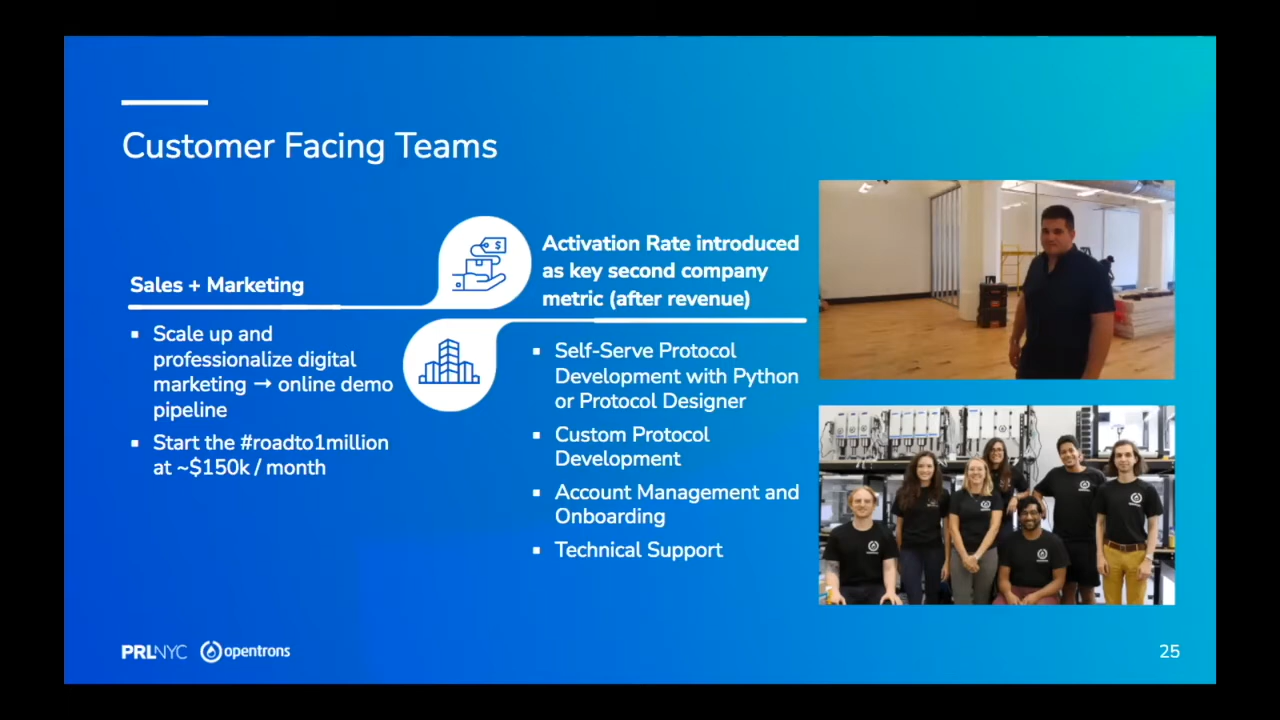 Customer Facing Teams
Sales + Marketing
▪ Scale up and
professionalize digital
marketing → online demo
pipeline
▪ Start the #roadto1million
at ~$150k / month
$
Activation Rate introduced
as key second company
metric (after revenue)
▪ Self-Serve Protocol
Development with Python
or Protocol Designer
▪ Custom Protocol
Development
▪ Account Management and
Onboarding
▪ Technical Support
PRLNYC opentrons
25